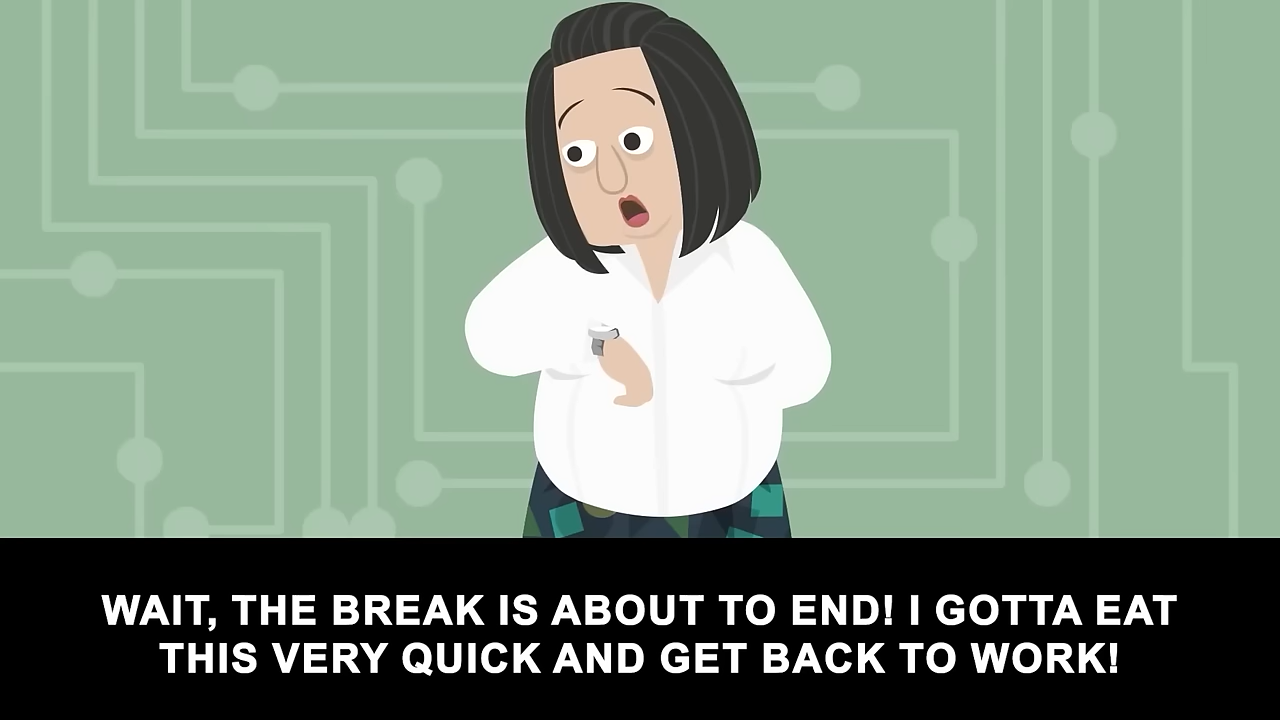 WAIT, THE BREAK IS ABOUT TO END! I GOTTA EAT
THIS VERY QUICK AND GET BACK TO WORK!